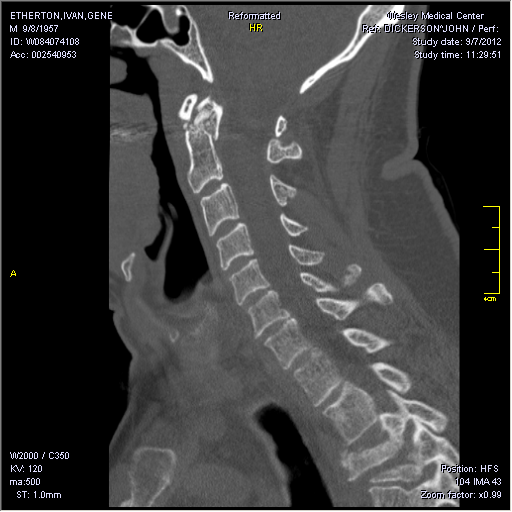 ETHERTON,IVAN,GENE
M 9/8/1957
ID: W084074108
Acc: 002540953
Reformatted
HR
Wesley Medical Center
Ref: DICKERSON^JOHN / Perf:
Study date: 9/7/2012
Study time: 11:29:51
A
4cm
W2000 / C350
KV: 120
ma:500
ST: 1.0mm
Position: HFS
104 IMA 43
Zoom factor: x0.99